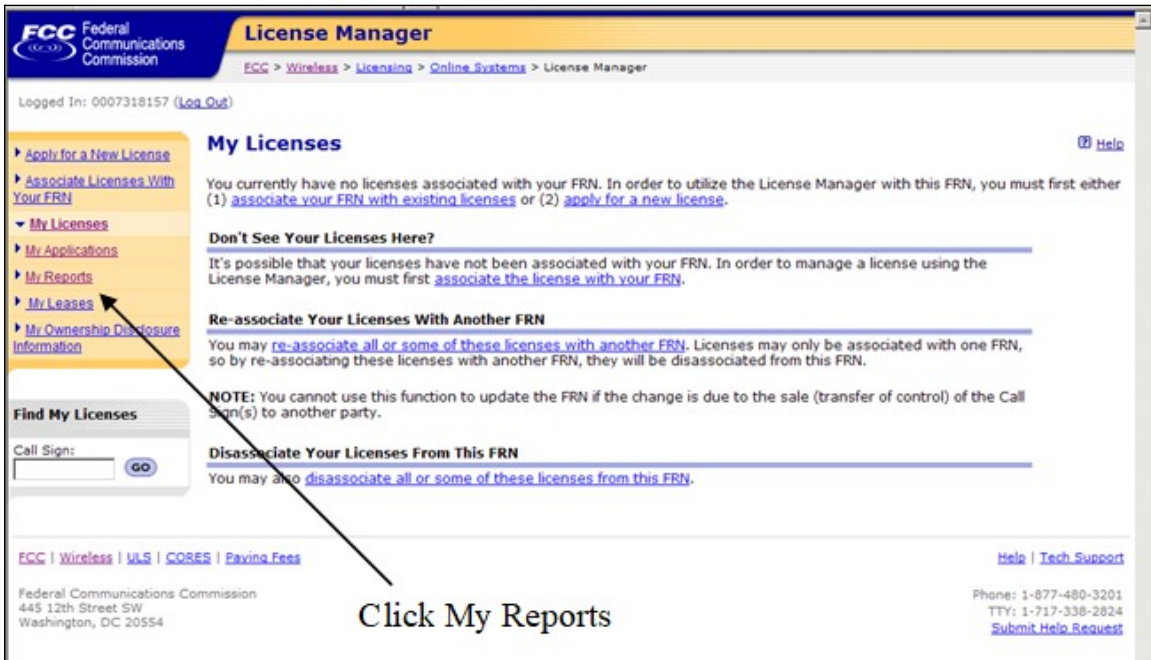 FCC Federal
Communications
Commission
License Manager
FCC > Wireless > Licensing > Online Systems > License Manager
Logged In: 0007318157 (Log Out)
Apply for a New License
Associate Licenses With
Your FRN
My Licenses
My Applications
My Reports
My Leases
My Ownership Disclosure
Information
Find My Licenses
Call Sign:
GO
My Licenses
Help
You currently have no licenses associated with your FRN. In order to utilize the License Manager with this FRN, you must first either
(1) associate your FRN with existing licenses or (2) apply for a new license.
Don't See Your Licenses Here?
It's possible that your licenses have not been associated with your FRN. In order to manage a license using the
License Manager, you must first associate the license with your FRN.
Re-associate Your Licenses With Another FRN
You may re-associate all or some of these licenses with another FRN. Licenses may only be associated with one FRN,
so by re-associating these licenses with another FRN, they will be disassociated from this FRN.
NOTE: You cannot use this function to update the FRN if the change is due to the sale (transfer of control) of the Call
Sign(s) to another party.
Disassociate Your Licenses From This FRN
You may also disassociate all or some of these licenses from this FRN.
FCC | Wireless | ULS | CORES | Paying Fees
Help | Tech Support
Federal Communications Commission
445 12th Street SW
Washington, DC 20554
Phone: 1-877-480-3201
TTY: 1-717-338-2824
Submit Help Request
Click My Reports